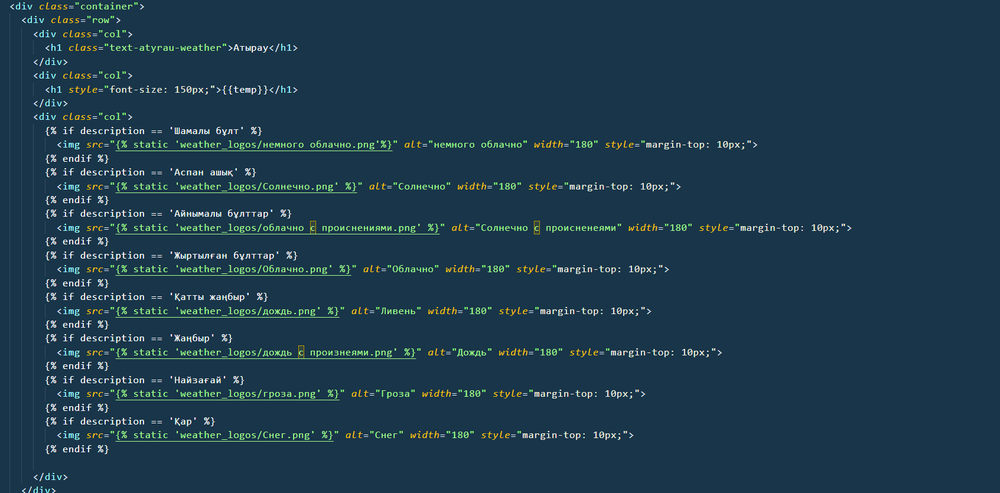 <div class="container">
<div class="row">
<div class="col">
<h1 class="text-atyrau-weather">Атырау</h1>
</div>
<div class="col">
<h1 style="font-size: 150px;">{{temp}}</h1>
</div>
<div class="col">
{% if description == 'Шамалы бұлт' %}
<img src="{% static 'weather_logos/немного облачно.png'%}" alt="немного облачно" width="180" style="margin-top: 10px;">
{% endif %}
{% if description == 'Аспан ашық' %}
<img src="{% static 'weather_logos/Солнечно.png' %}" alt="Солнечно" width="180" style="margin-top: 10px;">
{% endif %}
{% if description == 'Айнымалы бұлттар' %}
<img src="{% static 'weather_logos/облачно с происнениями.png' %}" alt="Солнечно с происненеями" width="180" style="margin-top: 10px;">
{% endif %}
{% if description == 'Жыртылған бұлттар' %}
<img src="{% static 'weather_logos/Облачно.png' %}" alt="Облачно" width="180" style="margin-top: 10px;">
{% endif %}
{% if description == 'Қатты жаңбыр' %}
<img src="{% static 'weather_logos/дождь.png' %}" alt="Ливень" width="180" style="margin-top: 10px;">
{% endif %}
{% if description == 'Жаңбыр' %}
<img src="{% static 'weather_logos/дождь с произнеями.png' %}" alt="Дождь" width="180" style="margin-top: 10px;">
{% endif %}
{% if description == 'Найзағай' %}
<img src="{% static 'weather_logos/гроза.png' %}" alt="Гроза" width="180" style="margin-top: 10px;">
{% endif %}
{% if description == 'Қар' %}
<img src="{% static 'weather_logos/Снег.png' %}" alt="Снег" width="180" style="margin-top: 10px;">
{% endif %}
</div>
</div>